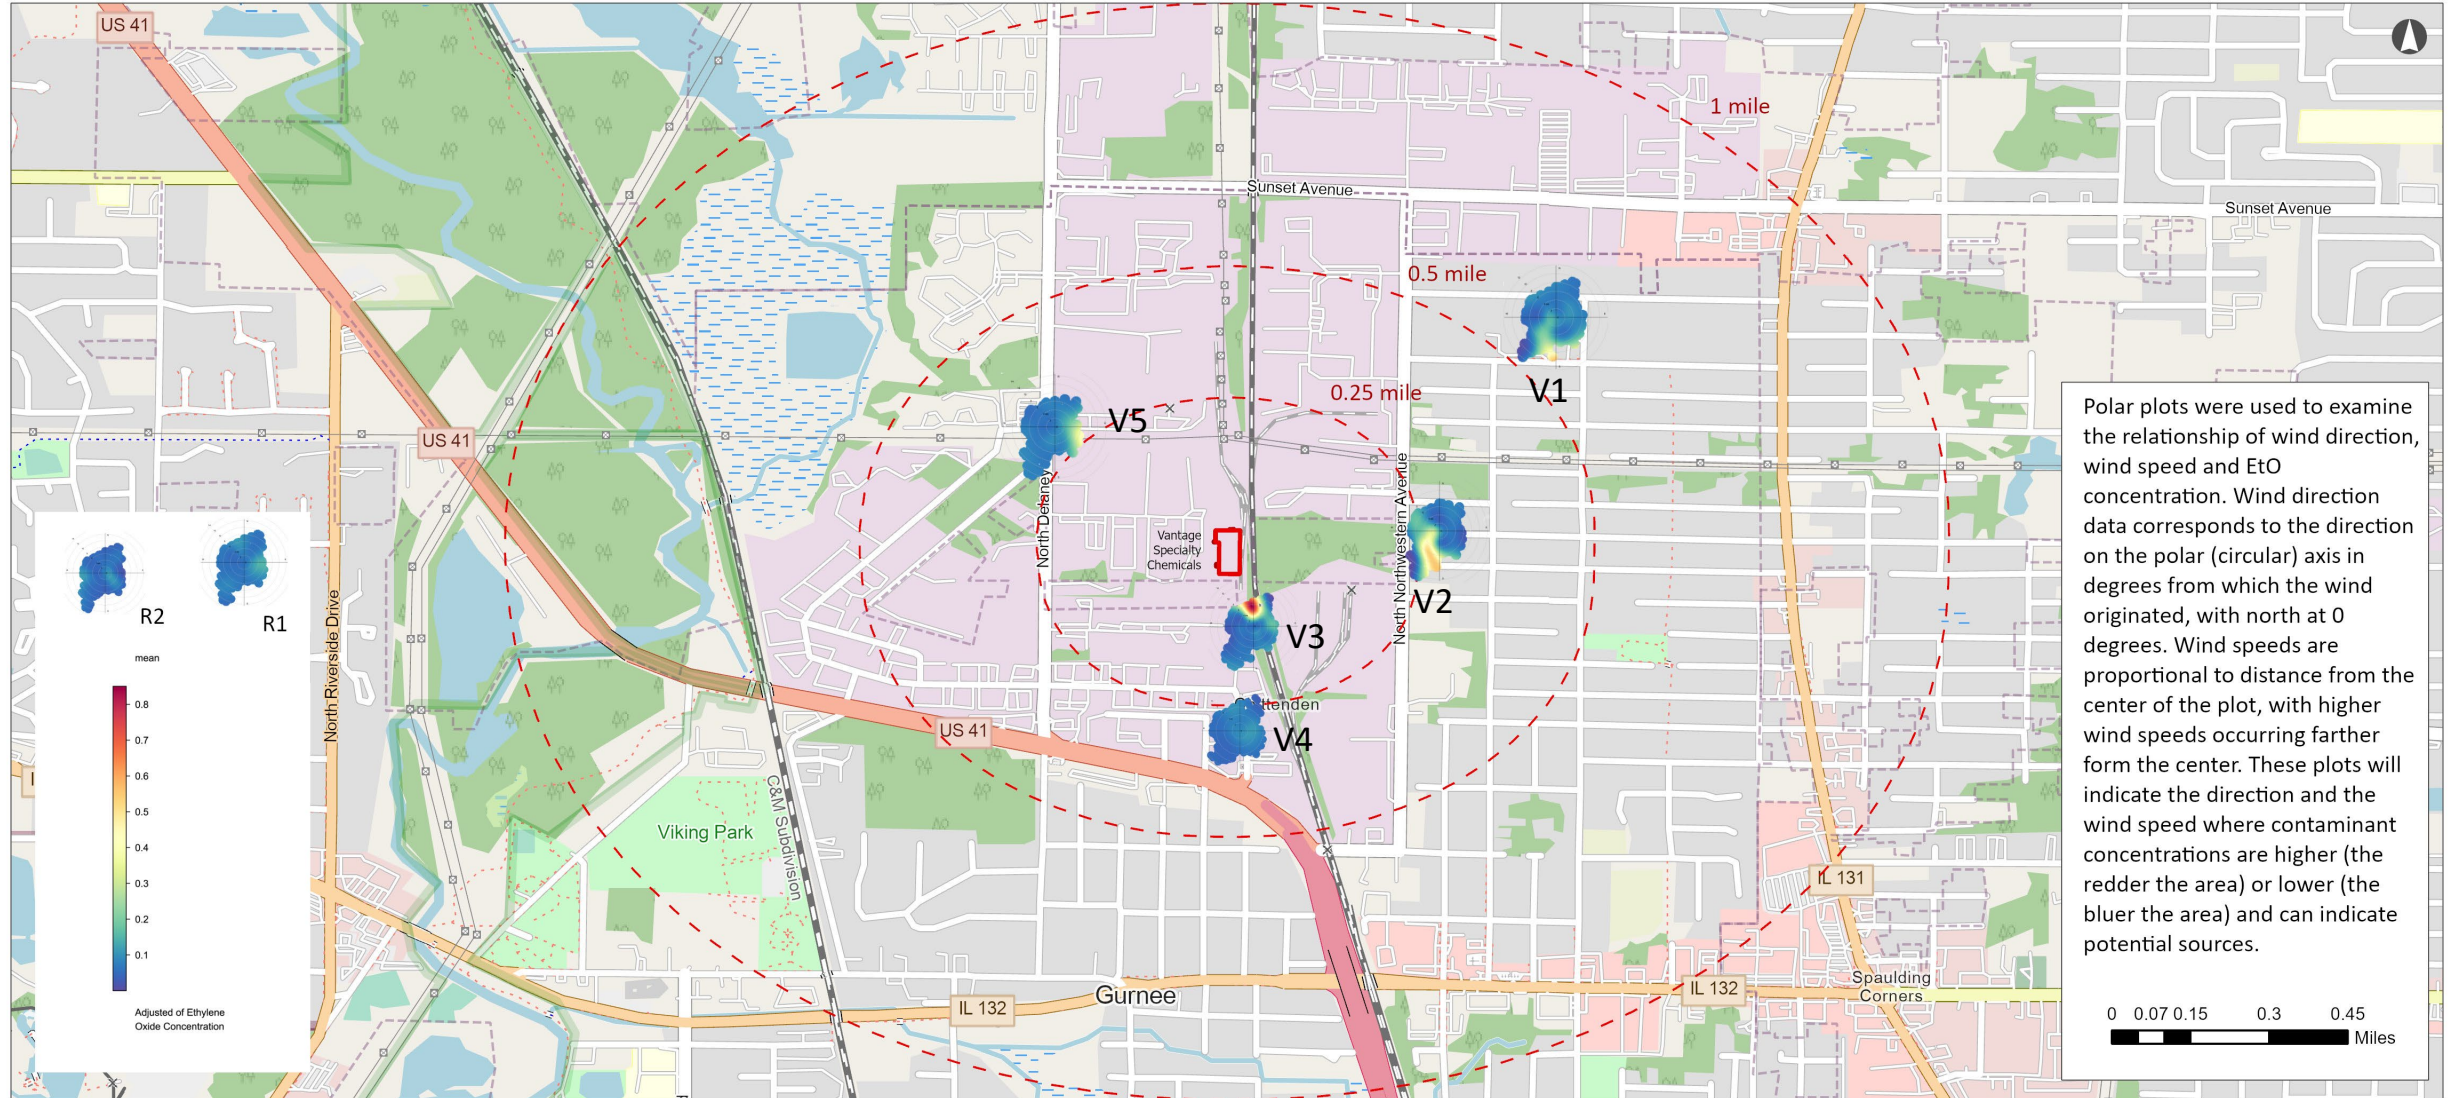 US 41
1 mile
Sunset Avenue
Sunset Avenue
0.5 mile
0.25 mile
V1
V5
US 41
North Delaney
North Northwestern Avenue
Vantage
Specialty
Chemicals
V2
V3
V4
US 41
North Riverside Drive
C&M Subdivision
Viking Park
Gurnee
IL 132
IL 132
IL 131
Spaulding
Corners
R2
R1
mean
0.8
0.7
0.6
0.5
0.4
0.3
0.2
0.1
Adjusted of Ethylene
Oxide Concentration
Polar plots were used to examine
the relationship of wind direction,
wind speed and EtO
concentration. Wind direction
data corresponds to the direction
on the polar (circular) axis in
degrees from which the wind
originated, with north at 0
degrees. Wind speeds are
proportional to distance from the
center of the plot, with higher
wind speeds occurring farther
form the center. These plots will
indicate the direction and the
wind speed where contaminant
concentrations are higher (the
redder the area) or lower (the
bluer the area) and can indicate
potential sources.
0 0.07 0.15 0.3 0.45
Miles